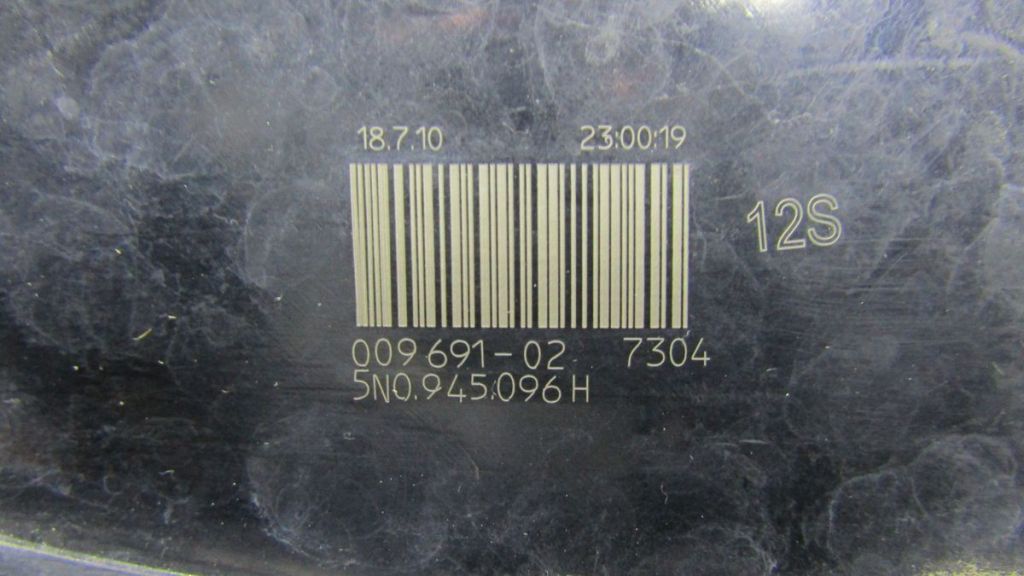 18.7.10 23:00:19
12S
009 691-02 7304
5N0.945.096 H